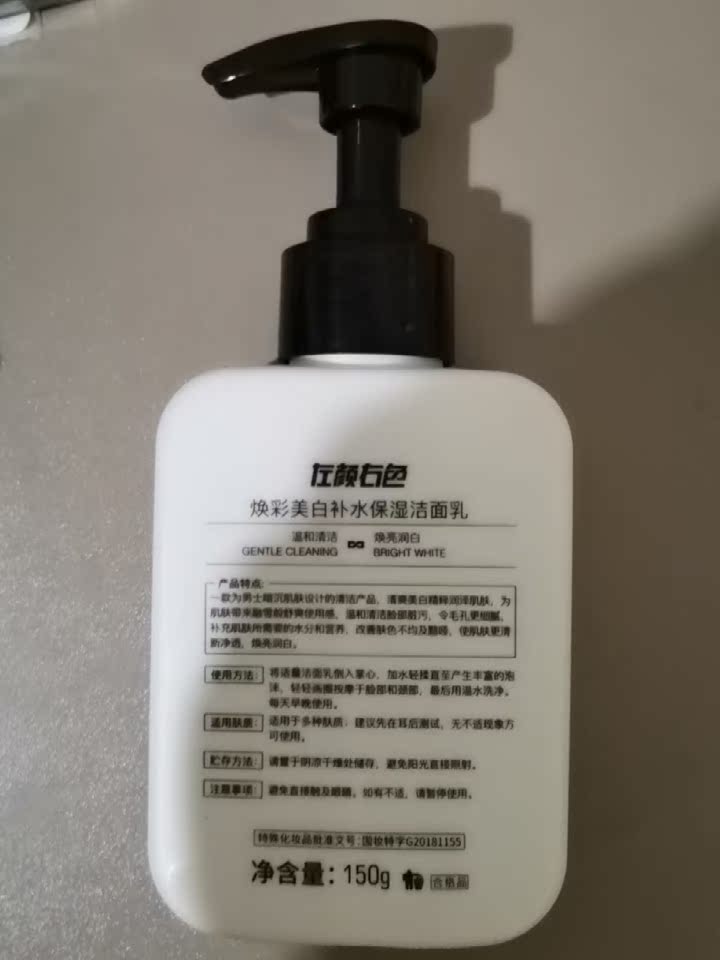 左颜右色
焕彩美白补水保湿洁面乳
温和清洁 焕亮润白
GENTLE CLEANING BRIGHT WHITE
产品特点:
一款为男士暗沉肌肤设计的清洁产品，清爽美白精粹润泽肌肤，为
肌肤带来融雪般舒爽使用感，温和清洁脸部脏污，令毛孔更细腻，
补充肌肤所需要的水分和营养，改善肤色不均及黯哑，使肌肤更清
新净透，焕亮润白。
使用方法: 将适量洁面乳倒入掌心，加水轻揉直至产生丰富的泡
沫，轻轻画圈按摩于脸部和颈部，最后用温水洗净。
每天早晚使用。
适用肤质: 适用于多种肤质，建议先在耳后测试，无不适现象方
可使用。
贮存方法: 请置于阴凉干燥处储存，避免阳光直接照射。
注意事项: 避免直接触及眼睛。如有不适，请暂停使用。
特殊化妆品批准文号:国妆特字G20181155
净含量: 150g 合格品